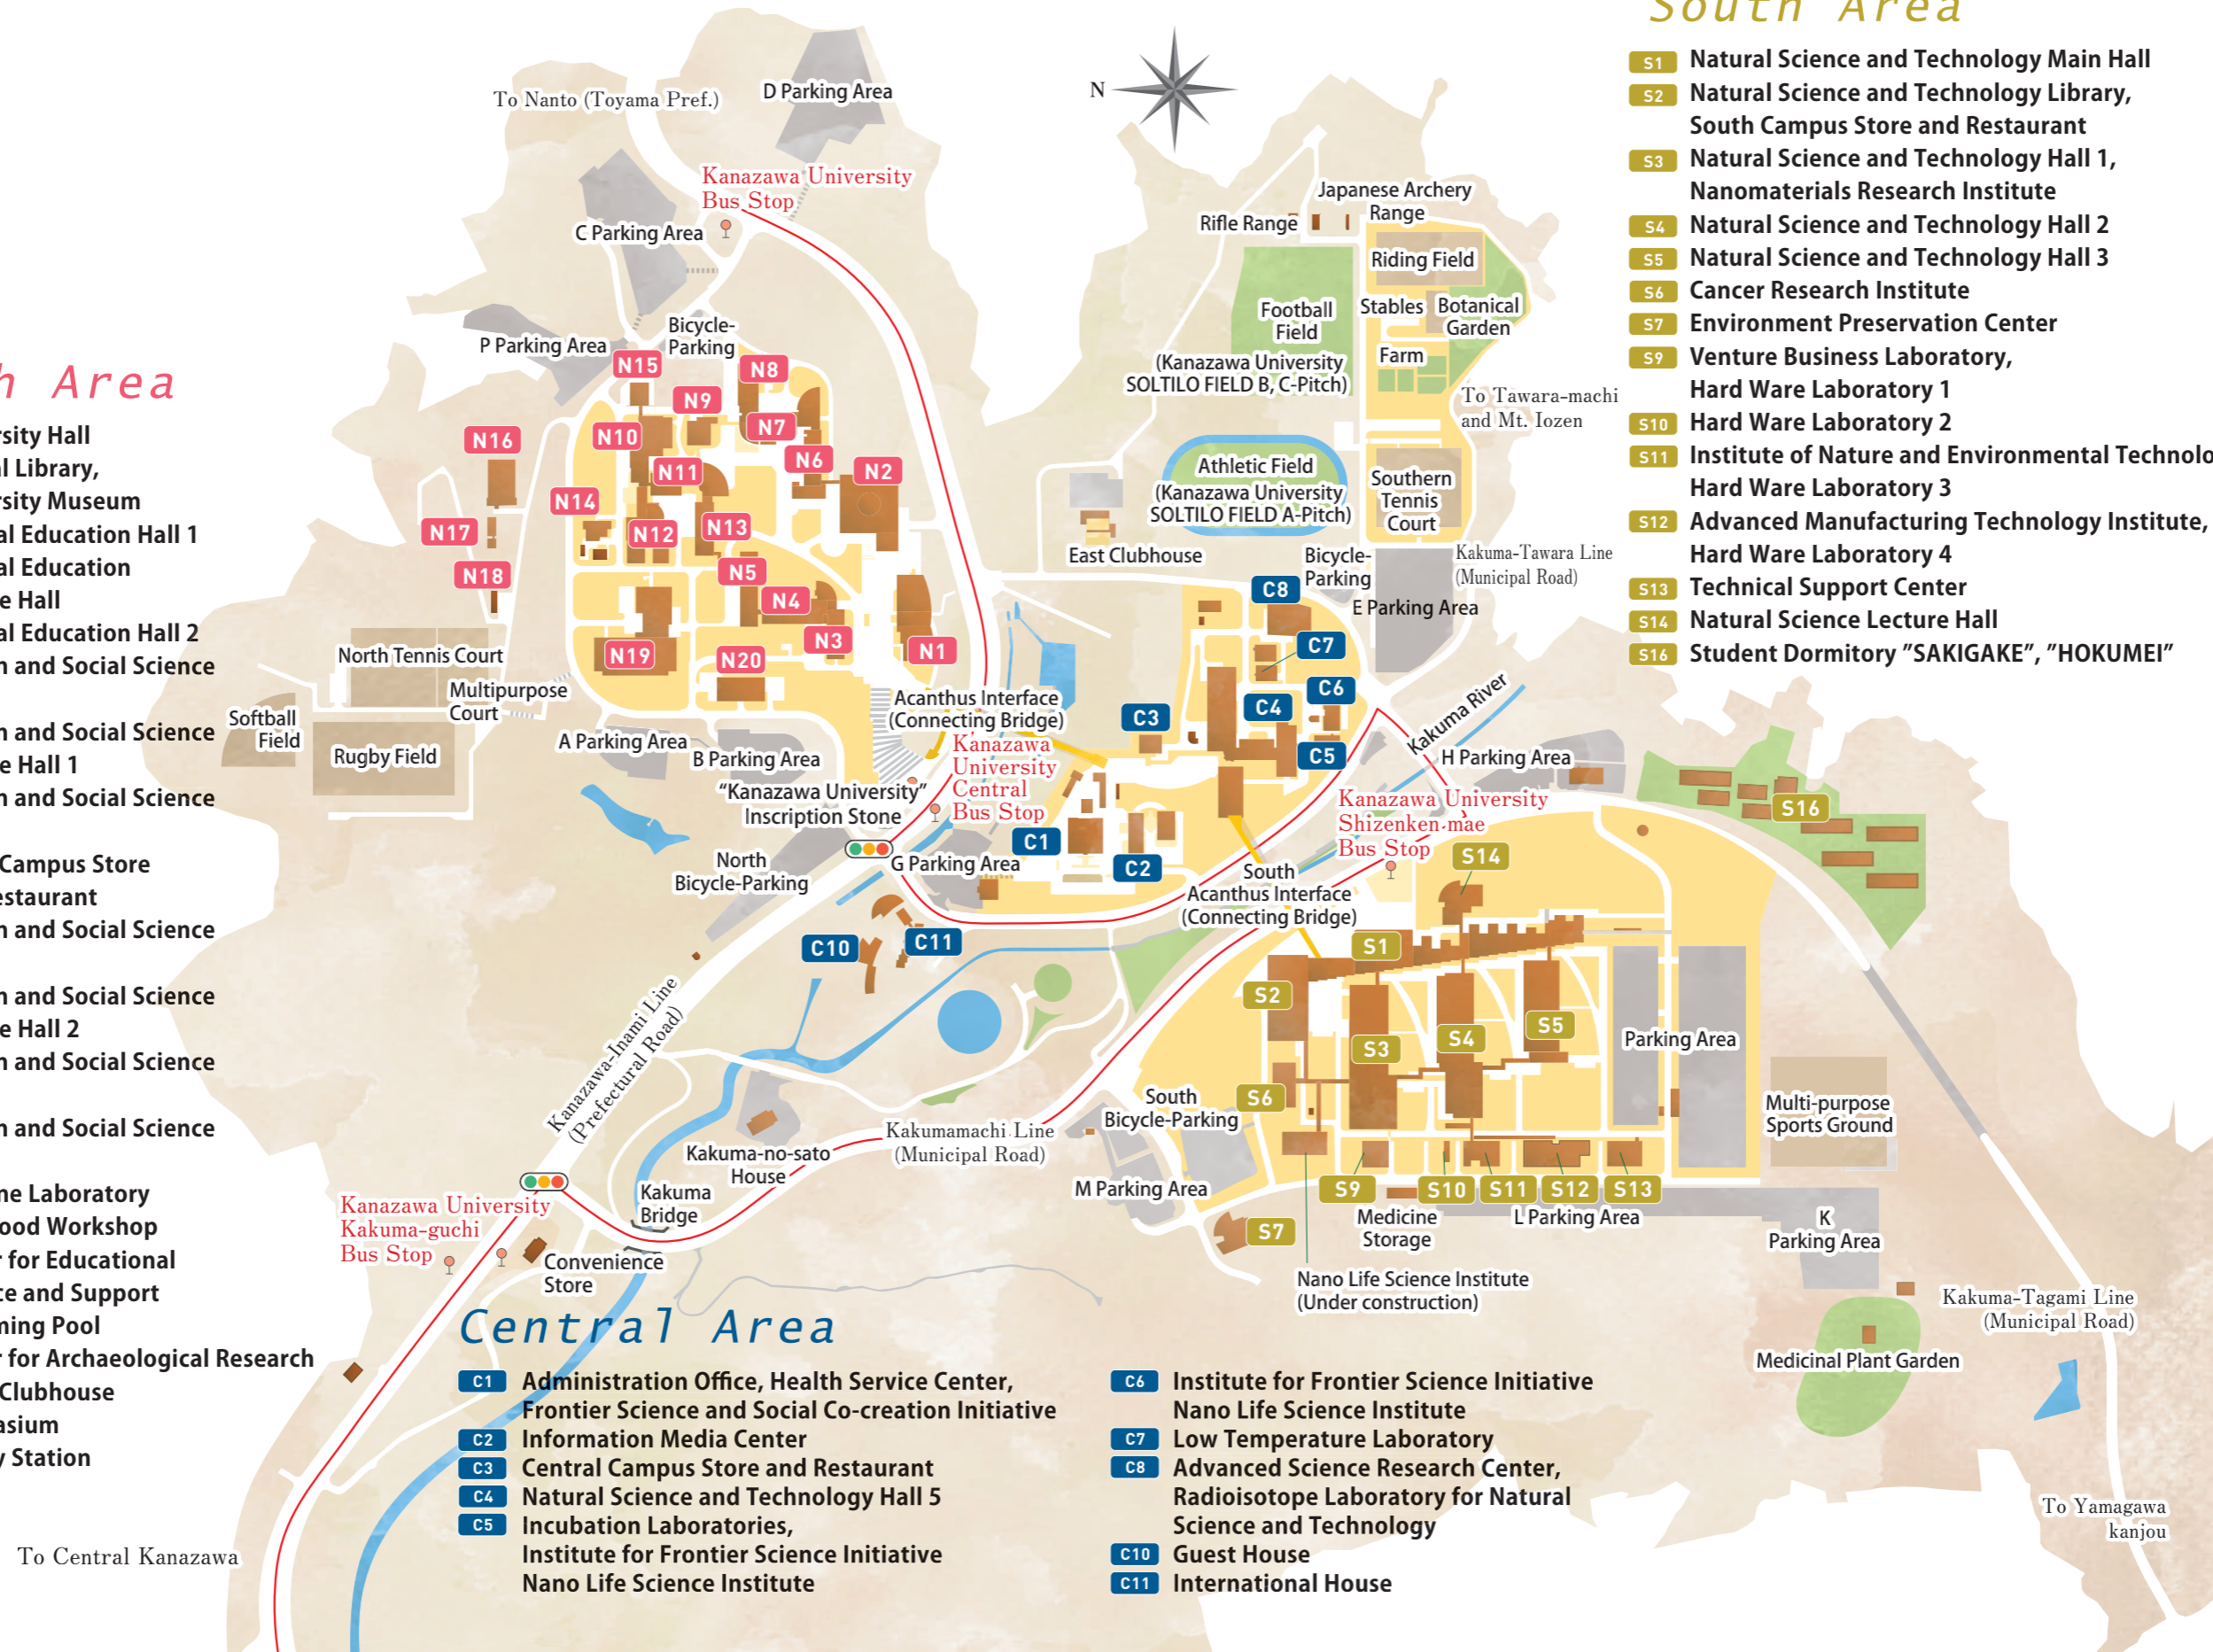 South Area
S1 Natural Science and Technology Main Hall
S2 Natural Science and Technology Library,
South Campus Store and Restaurant
S3 Natural Science and Technology Hall 1,
Nanomaterials Research Institute
S4 Natural Science and Technology Hall 2
S5 Natural Science and Technology Hall 3
S6 Cancer Research Institute
S7 Environment Preservation Center
S9 Venture Business Laboratory,
Hard Ware Laboratory 1
S10 Hard Ware Laboratory 2
S11 Institute of Nature and Environmental Technolo
Hard Ware Laboratory 3
S12 Advanced Manufacturing Technology Institute,
Hard Ware Laboratory 4
S13 Technical Support Center
S14 Natural Science Lecture Hall
S16 Student Dormitory ”SAKIGAKE”, ”HOKUMEI”
h Area
rsity Hall
al Library,
rsity Museum
al Education Hall 1
al Education
e Hall
al Education Hall 2
n and Social Science
n and Social Science
e Hall 1
n and Social Science
Campus Store
estaurant
n and Social Science
n and Social Science
e Hall 2
n and Social Science
n and Social Science
ne Laboratory
ood Workshop
r for Educational
ce and Support
ming Pool
r for Archaeological Research
Clubhouse
asium
y Station
To Nanto (Toyama Pref.)
D Parking Area
N
Kanazawa University
Bus Stop
C Parking Area
P Parking Area
Bicycle-
Parking
N15
N8
N9
N7
N10
N16
N6
N2
N11
N14
N13
N12
N17
N5
N18
N4
N3
N1
N19
N20
North Tennis Court
Multipurpose
Court
Softball
Field
Rugby Field
A Parking Area
B Parking Area
Acanthus Interface
(Connecting Bridge)
Kanazawa
University
Central
Bus Stop
“Kanazawa University”
Inscription Stone
North
Bicycle-Parking
G Parking Area
Japanese Archery
Range
Rifle Range
Riding Field
Football
Field
(Kanazawa University
SOLTILO FIELD B, C-Pitch)
Stables
Botanical
Garden
Farm
To Tawara-machi
and Mt. Iozen
Athletic Field
(Kanazawa University
SOLTILO FIELD A-Pitch)
Southern
Tennis
Court
East Clubhouse
Bicycle-
Parking
Kakuma-Tawara Line
(Municipal Road)
E Parking Area
C8
C7
C6
C4
C3
C5
C1
C2
C10
C11
Kakuma River
H Parking Area
Kanazawa University
Shizenken-mae
Bus Stop
South
Acanthus Interface
(Connecting Bridge)
S14
S16
S1
S2
S3
S4
S5
Parking Area
S6
South
Bicycle-Parking
Multi-purpose
Sports Ground
M Parking Area
S9
S10
S11
S12
S13
S7
Medicine
Storage
L Parking Area
K
Parking Area
Nano Life Science Institute
(Under construction)
Kakuma-Tagami Line
(Municipal Road)
Medicinal Plant Garden
To Yamagawa
kanjou
Kanazawa-Inami Line
(Prefectural Road)
Kakuma-no-sato
House
Kakumamachi Line
(Municipal Road)
Kakuma
Bridge
Kanazawa University
Kakuma-guchi
Bus Stop
Convenience
Store
To Central Kanazawa
Central Area
C1 Administration Office, Health Service Center,
Frontier Science and Social Co-creation Initiative
C2 Information Media Center
C3 Central Campus Store and Restaurant
C4 Natural Science and Technology Hall 5
C5 Incubation Laboratories,
Institute for Frontier Science Initiative
Nano Life Science Institute
C6 Institute for Frontier Science Initiative
Nano Life Science Institute
C7 Low Temperature Laboratory
C8 Advanced Science Research Center,
Radioisotope Laboratory for Natural
Science and Technology
C10 Guest House
C11 International House